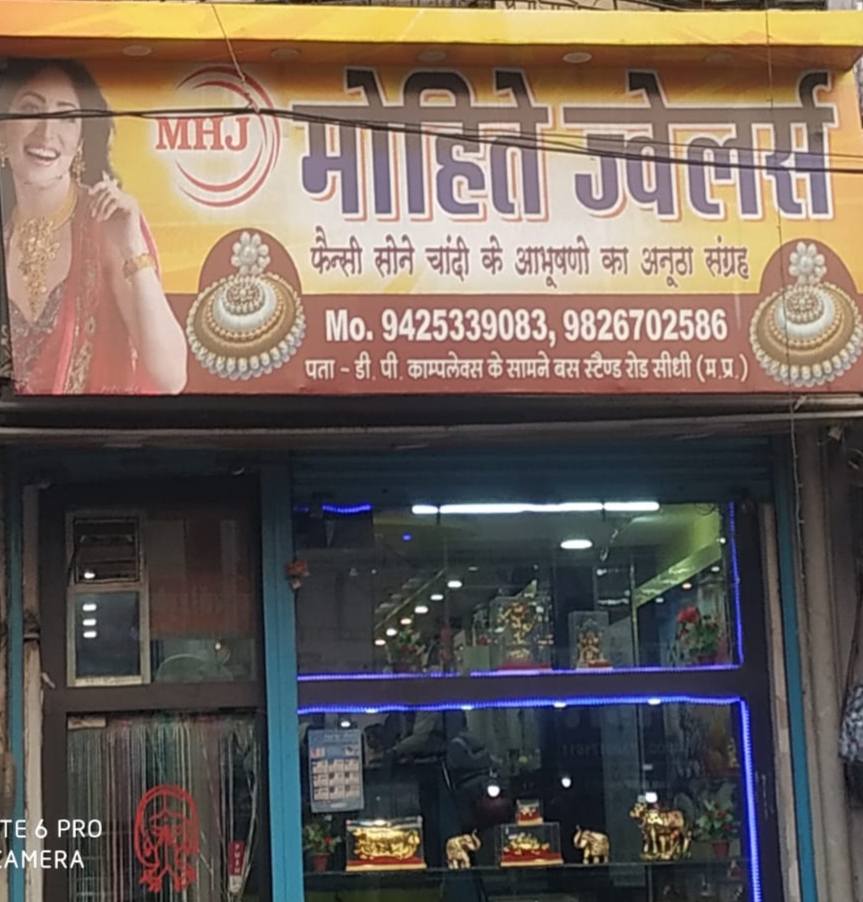 MHJ
मोहिते ज्वेलर्स
फैन्सी सोने चांदी के आभूषणो का अनूठा संग्रह
Mo. 9425339083, 9826702586
पता - डी. पी. काम्पलेक्स के सामने बस स्टैण्ड रोड सीधी (म.प्र.)
TE 6 PRO
CAMERA